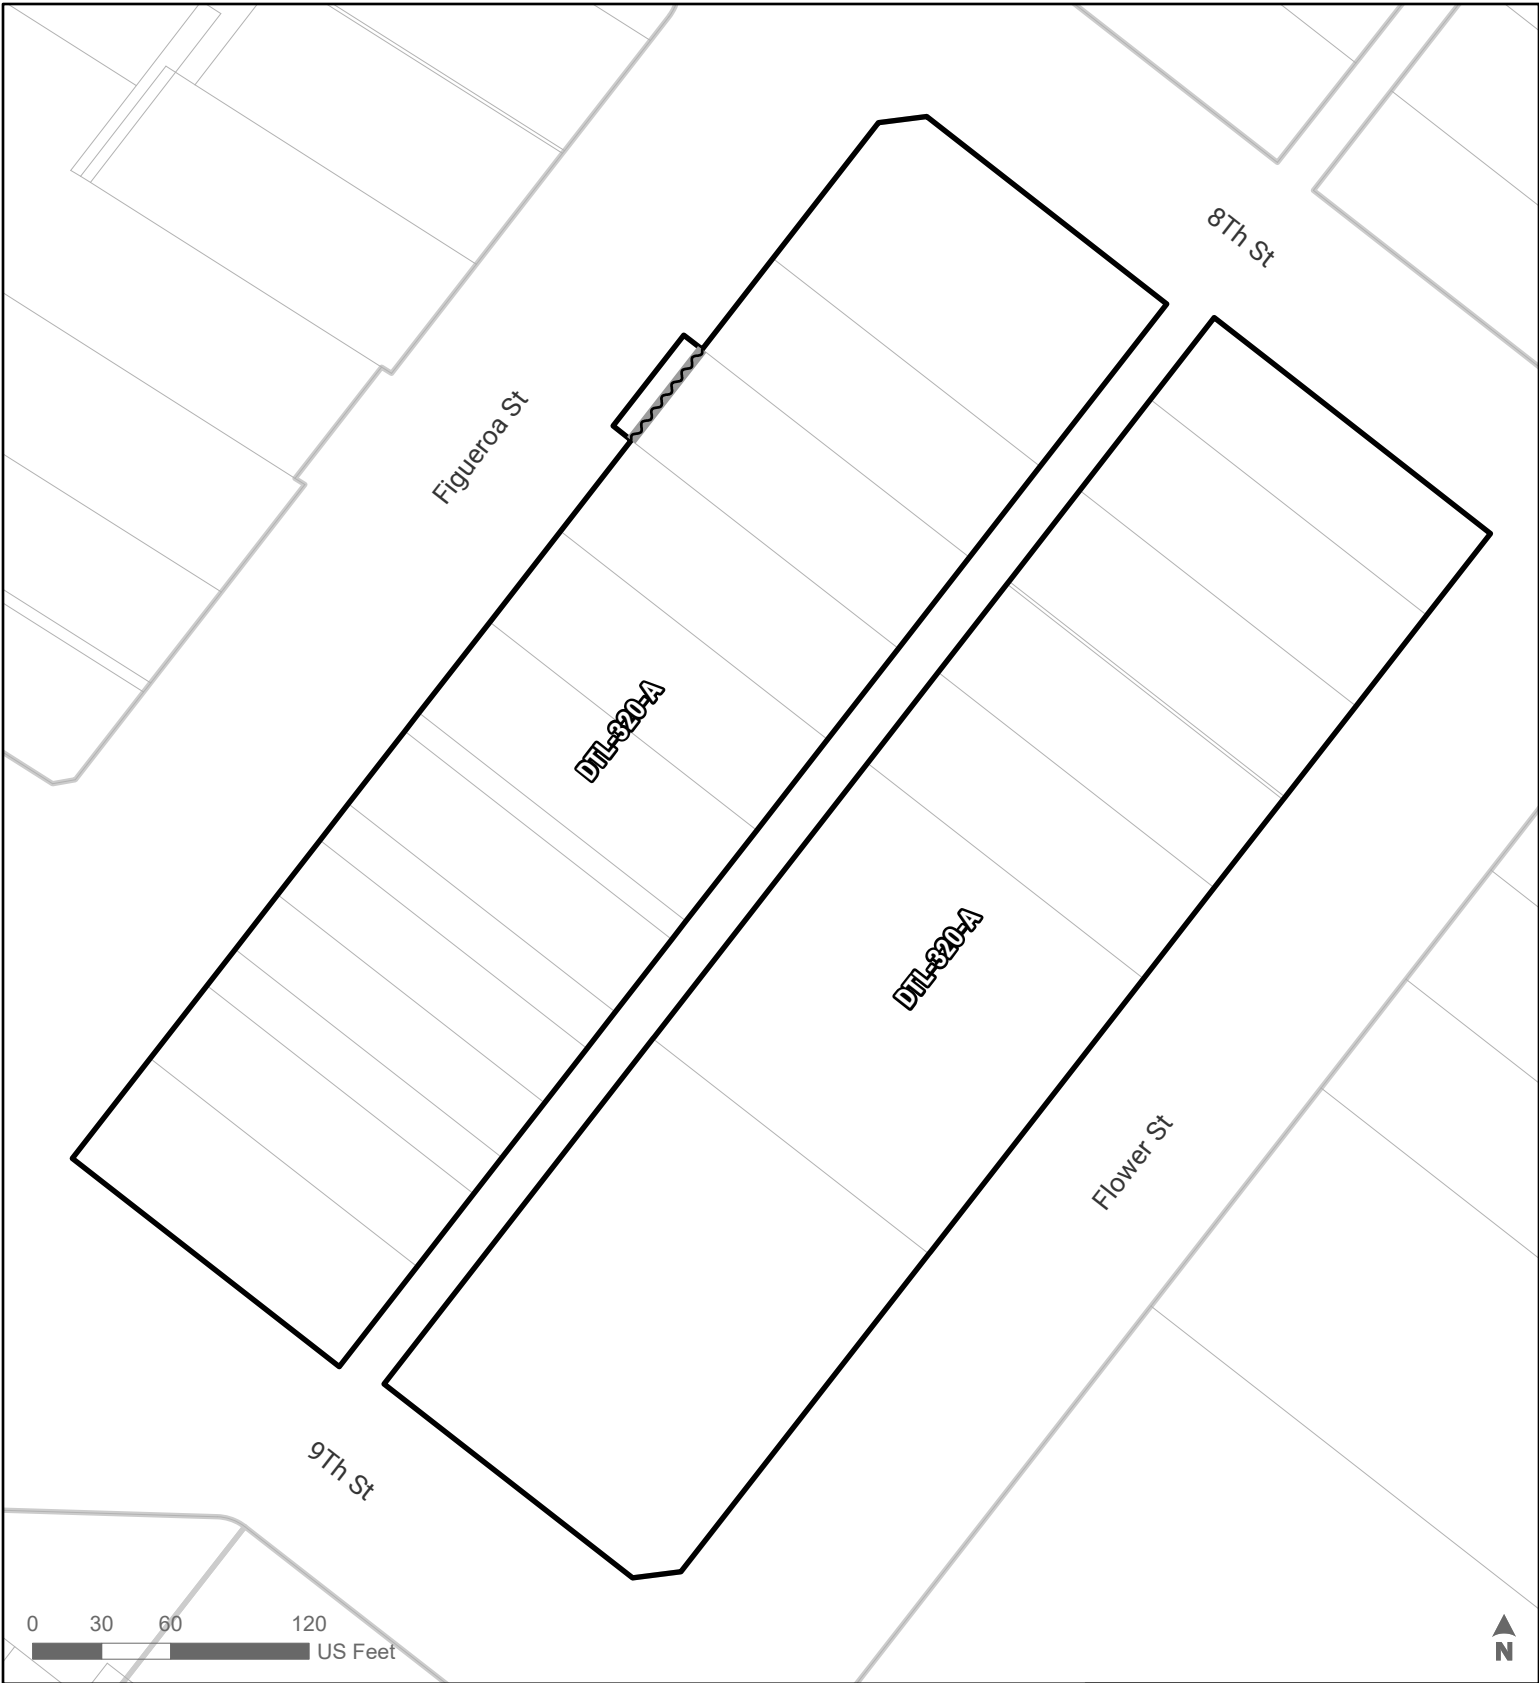 8Th St
Figueroa St
DTL-320-A
DTL-320-A
Flower St
9Th St
0 30 60 120
US Feet
N